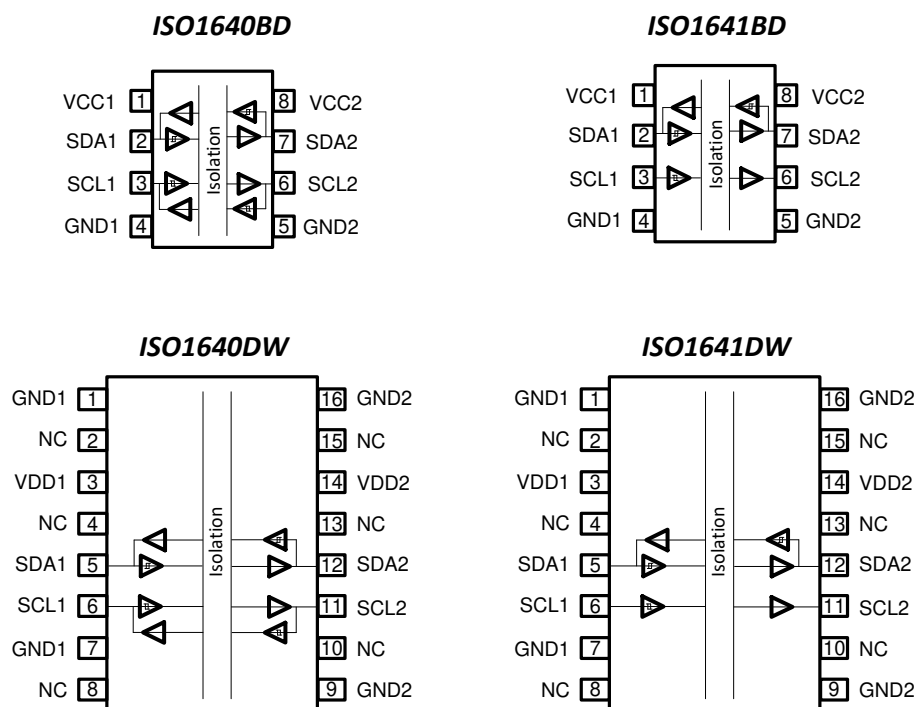 ISO1640BD
VCC1 1 8 VCC2
SDA1 2 7 SDA2
SCL1 3 6 SCL2
GND1 4 5 GND2
Isolation
ISO1641BD
VCC1 1 8 VCC2
SDA1 2 7 SDA2
SCL1 3 6 SCL2
GND1 4 5 GND2
Isolation
ISO1640DW
GND1 1 16 GND2
NC 2 15 NC
VDD1 3 14 VDD2
NC 4 13 NC
SDA1 5 12 SDA2
SCL1 6 11 SCL2
GND1 7 10 NC
NC 8 9 GND2
Isolation
ISO1641DW
GND1 1 16 GND2
NC 2 15 NC
VDD1 3 14 VDD2
NC 4 13 NC
SDA1 5 12 SDA2
SCL1 6 11 SCL2
GND1 7 10 NC
NC 8 9 GND2
Isolation